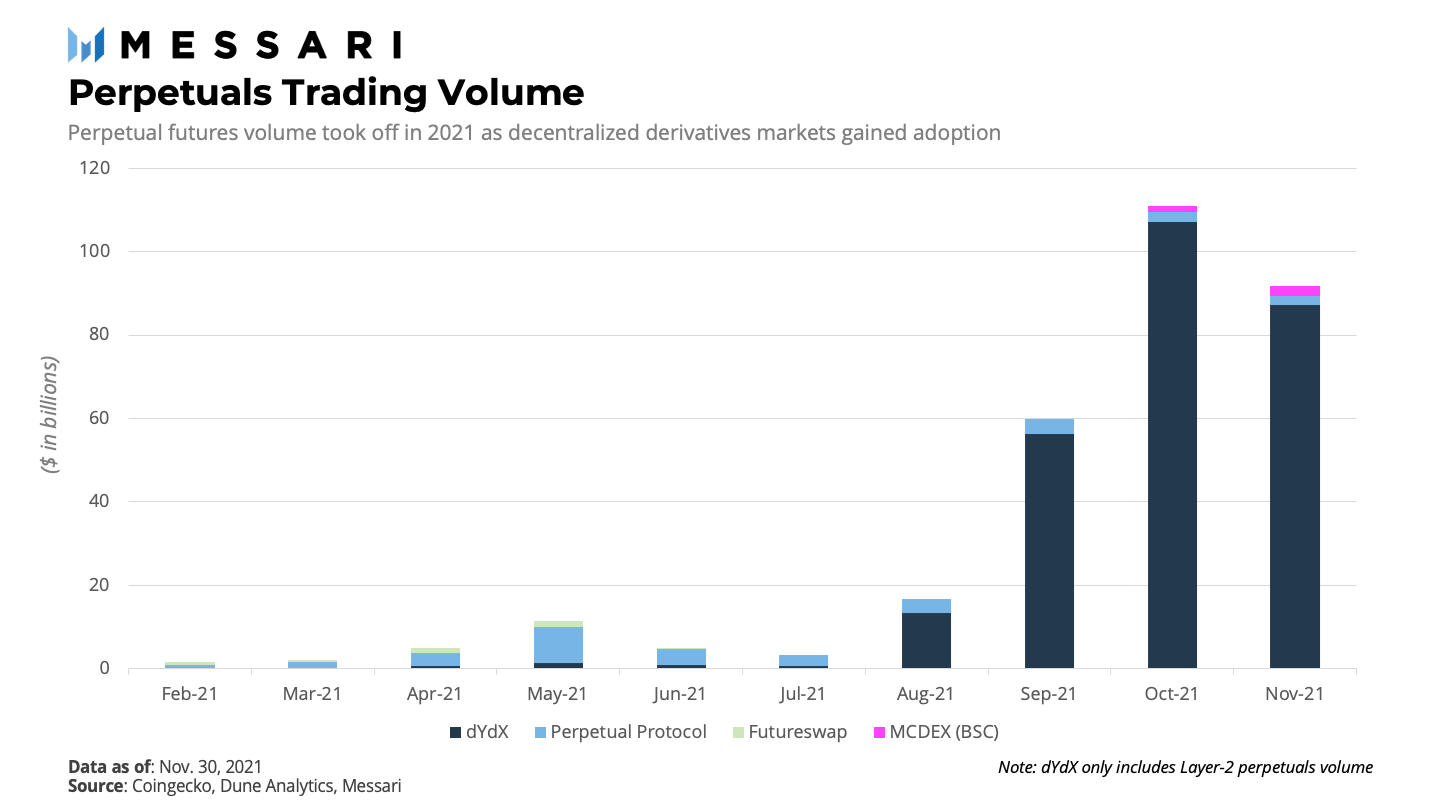 MESSARI
Perpetuals Trading Volume
Perpetual futures volume took off in 2021 as decentralized derivatives markets gained adoption
120
100
80
60
40
20
0
($ in billions)
Feb-21 Mar-21 Apr-21 May-21 Jun-21 Jul-21 Aug-21 Sep-21 Oct-21 Nov-21
dYdX Perpetual Protocol Futureswap MCDEX (BSC)
Data as of: Nov. 30, 2021
Source: Coingecko, Dune Analytics, Messari
Note: dYdX only includes Layer-2 perpetuals volume